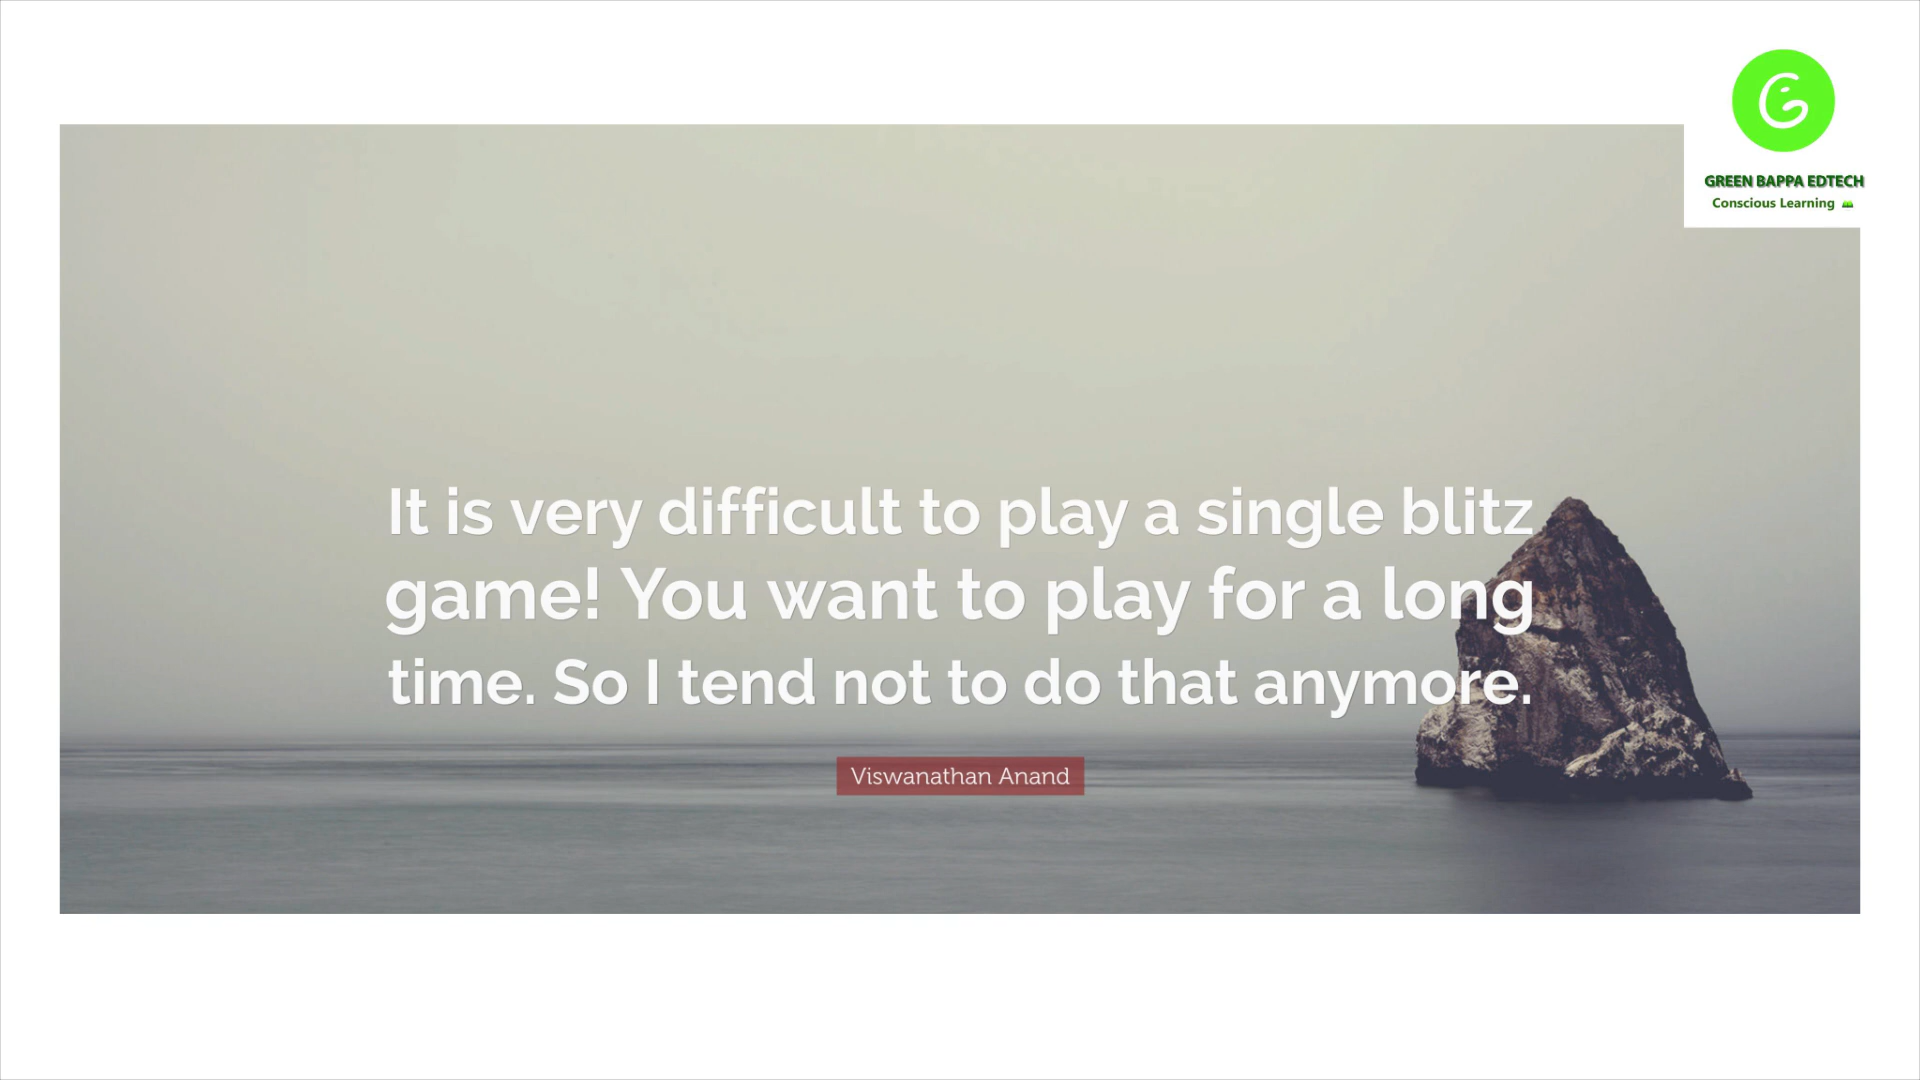 GREEN BAPPA EDTECH
Conscious Learning
It is very difficult to play a single blitz
game! You want to play for a long
time. So I tend not to do that anymore.
Viswanathan Anand